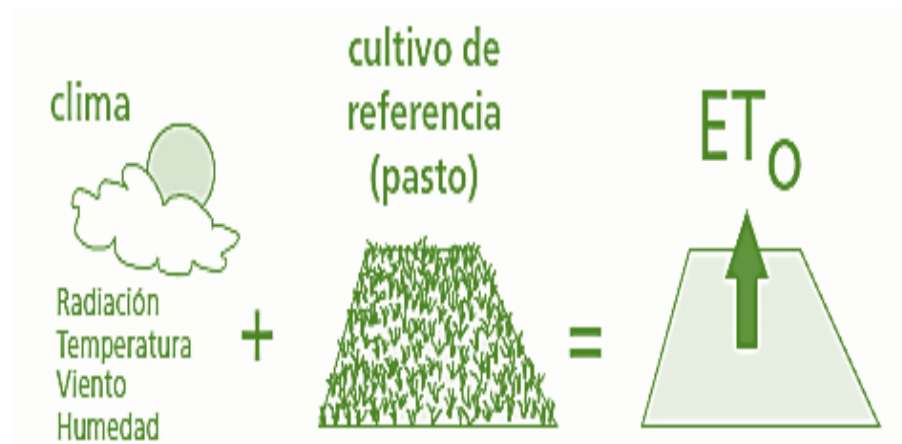 clima
Radiación
Temperatura
Viento
Humedad
+
cultivo de
referencia
(pasto)
=
ETo